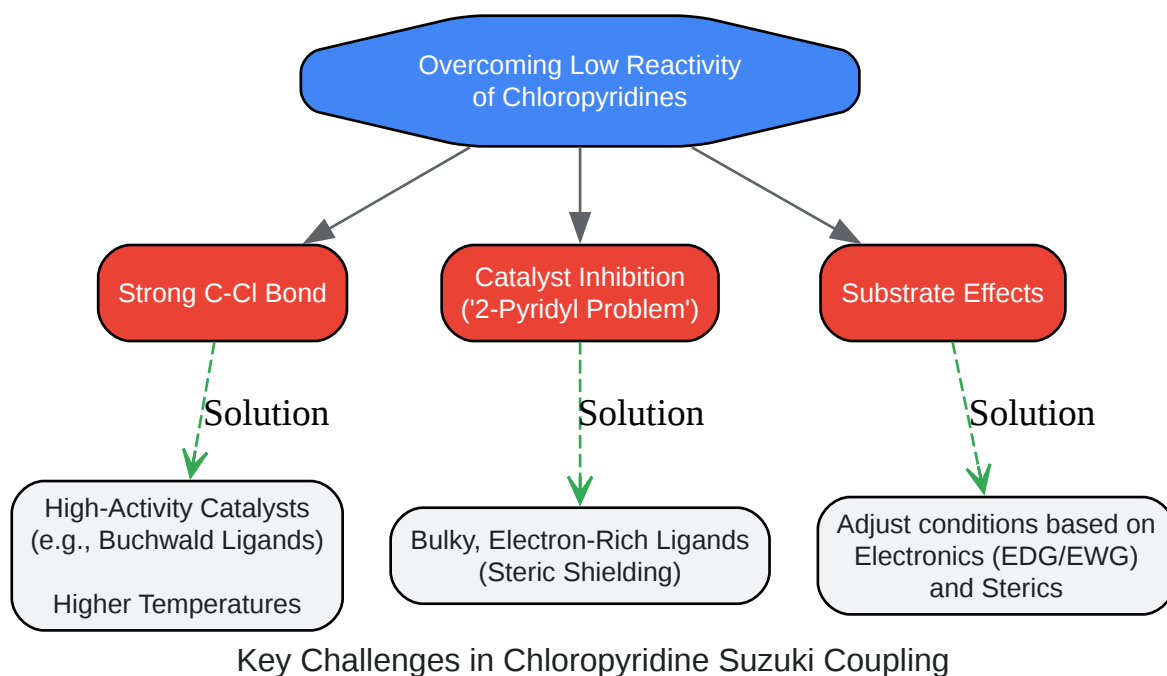 Overcoming Low Reactivity
of Chloropyridines
Strong C-Cl Bond
Catalyst Inhibition
('2-Pyridyl Problem')
Substrate Effects
Solution
Solution
Solution
High-Activity Catalysts
(e.g., Buchwald Ligands)
Higher Temperatures
Bulky, Electron-Rich Ligands
(Steric Shielding)
Adjust conditions based on
Electronics (EDG/EWG)
and Sterics
Key Challenges in Chloropyridine Suzuki Coupling